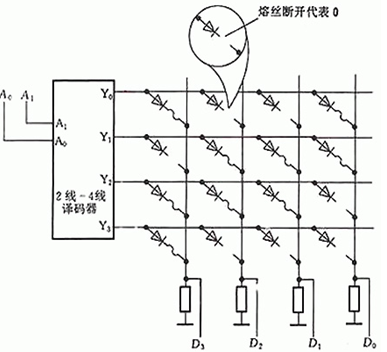 熔丝断开代表0
A₀ A₁
Y₀
A₁
Y₁
A₀
Y₂
2线-4线
译码器
Y₃
D₃ D₂ D₁ D₀